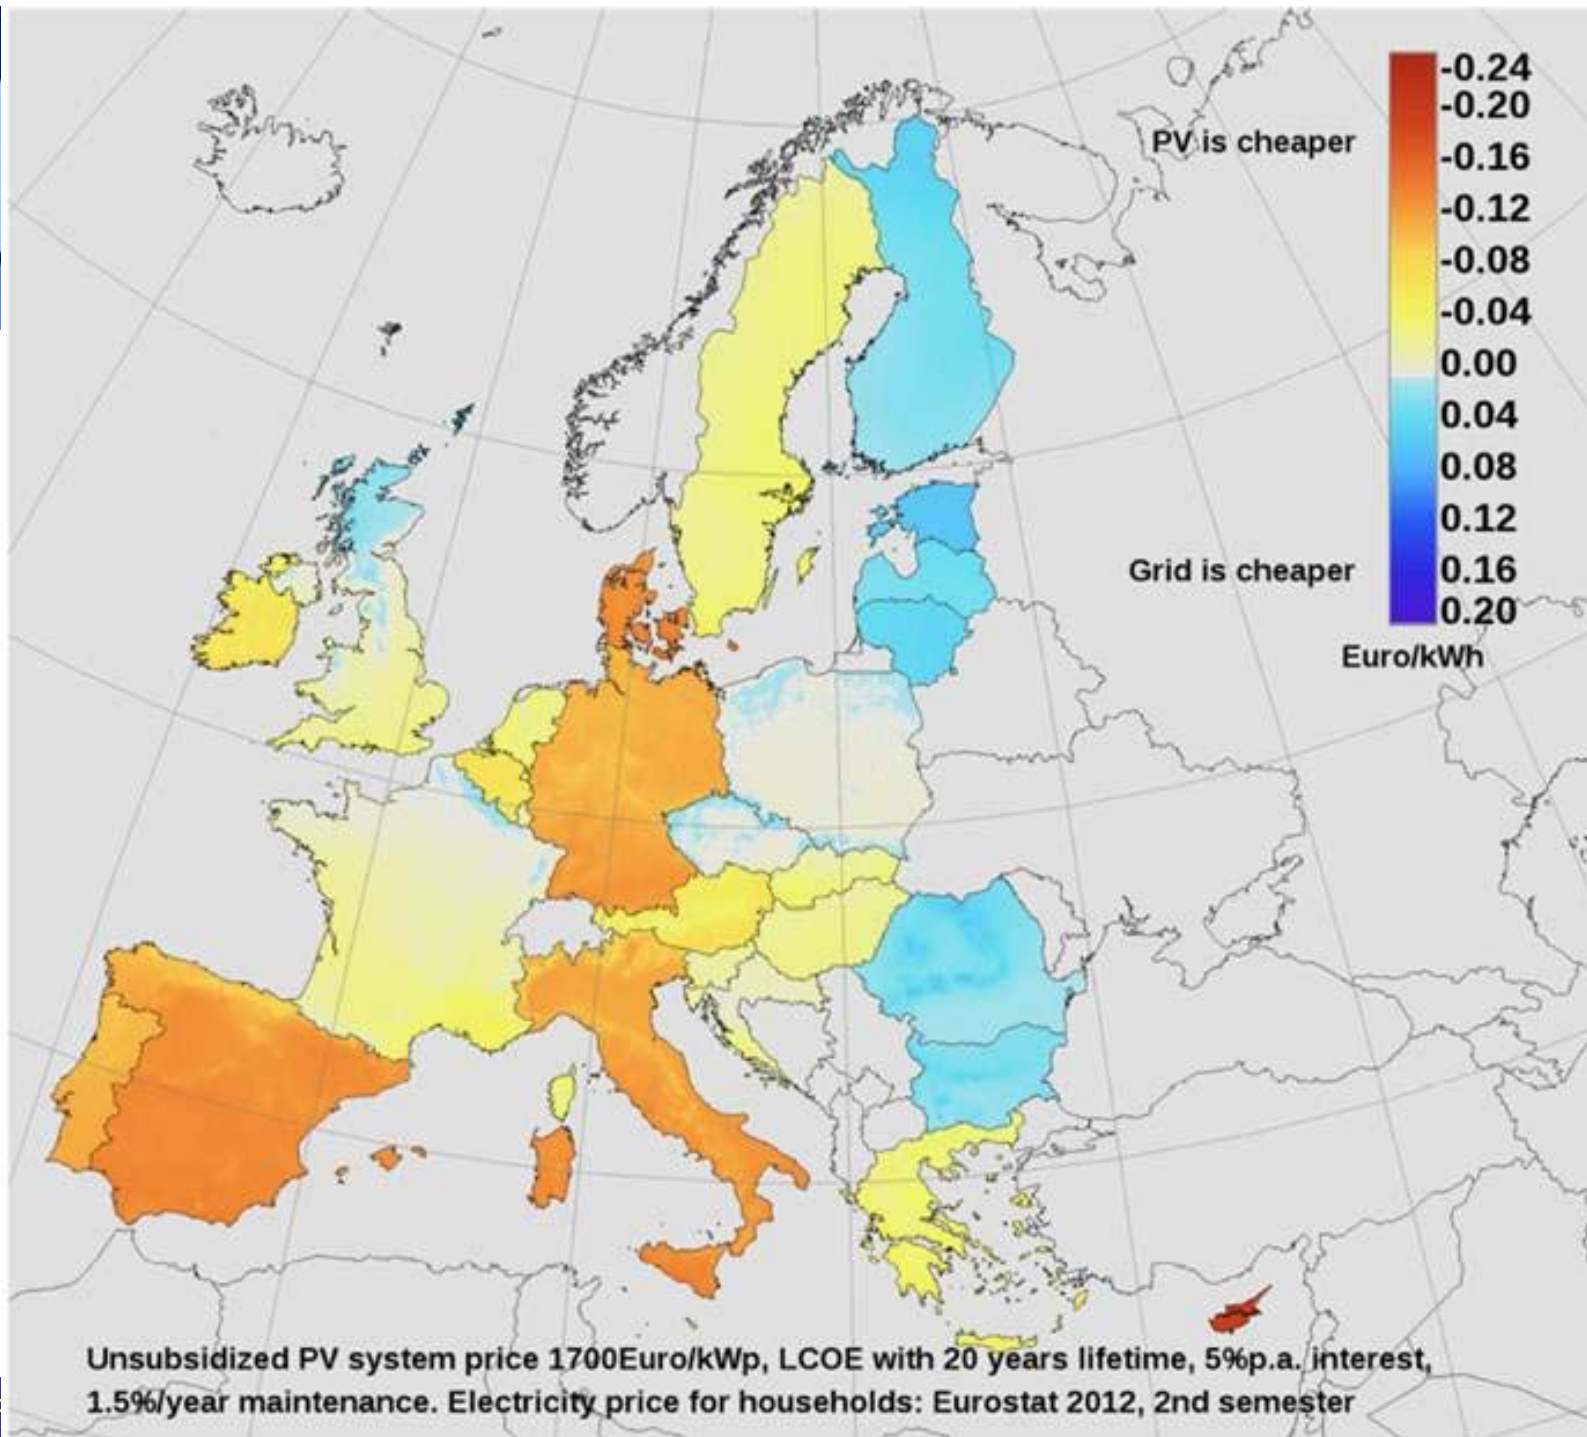 -0.24
-0.20
PV is cheaper
-0.16
-0.12
-0.08
-0.04
0.00
0.04
0.08
0.12
Grid is cheaper
0.16
0.20
Euro/kWh
Unsubsidized PV system price 1700Euro/kWp, LCOE with 20 years lifetime, 5%p.a. interest,
1.5%/year maintenance. Electricity price for households: Eurostat 2012, 2nd semester